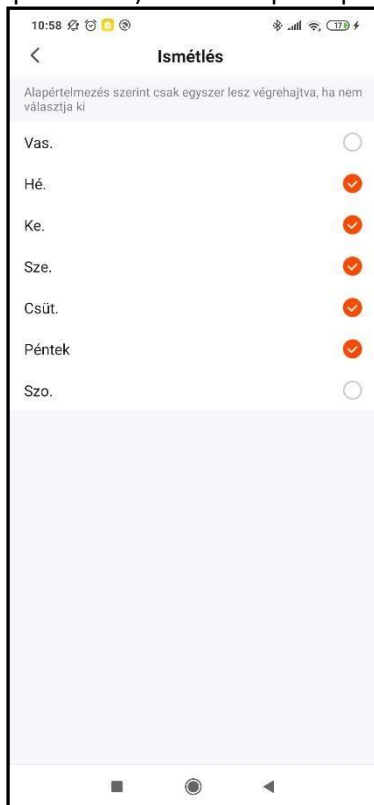 10:58
17
Ismétlés
Alapértelmezés szerint csak egyszer lesz végrehajtva, ha nem
választja ki
Vas.
Hé.
Ke.
Sze.
Csüt.
Péntek
Szo.